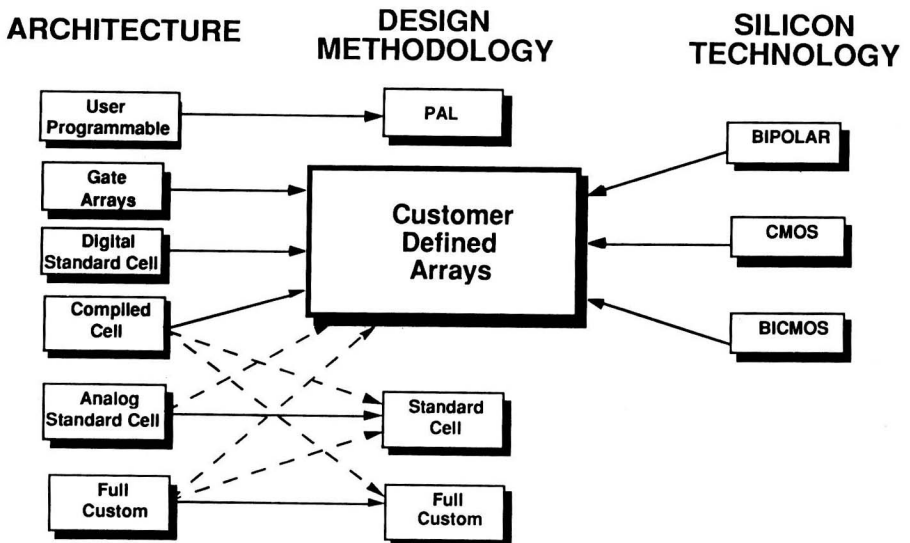 ARCHITECTURE
DESIGN
METHODOLOGY
SILICON
TECHNOLOGY
User
Programmable
PAL
BIPOLAR
Gate
Arrays
Customer
Defined
Arrays
Digital
Standard Cell
CMOS
Compiled
Cell
BICMOS
Analog
Standard Cell
Standard
Cell
Full
Custom
Full
Custom